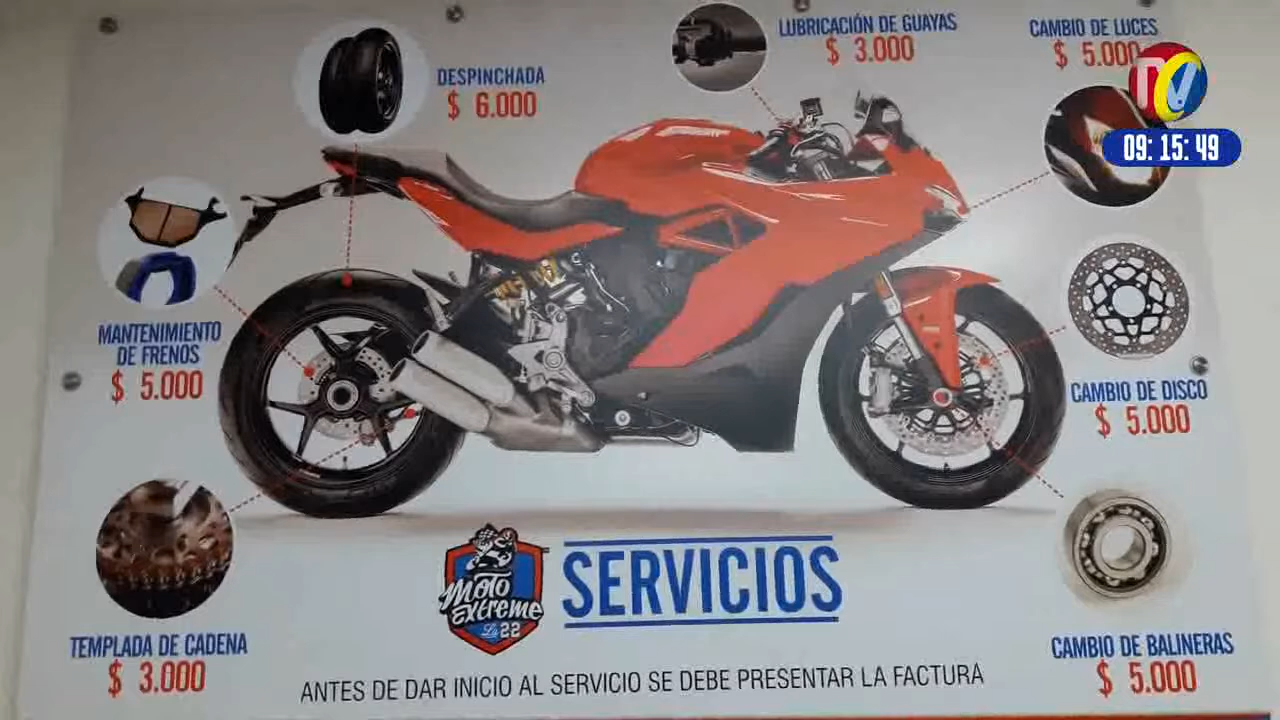 LUBRICACIÓN DE GUAYAS
$ 3.000
CAMBIO DE LUCES
$ 5.000
09: 15: 49
DESPINCHADA
$ 6.000
MANTENIMIENTO
DE FRENOS
$ 5.000
CAMBIO DE DISCO
$ 5.000
TEMPLADA DE CADENA
$ 3.000
Moto
Extreme
La 22
SERVICIOS
CAMBIO DE BALINERAS
$ 5.000
ANTES DE DAR INICIO AL SERVICIO SE DEBE PRESENTAR LA FACTURA